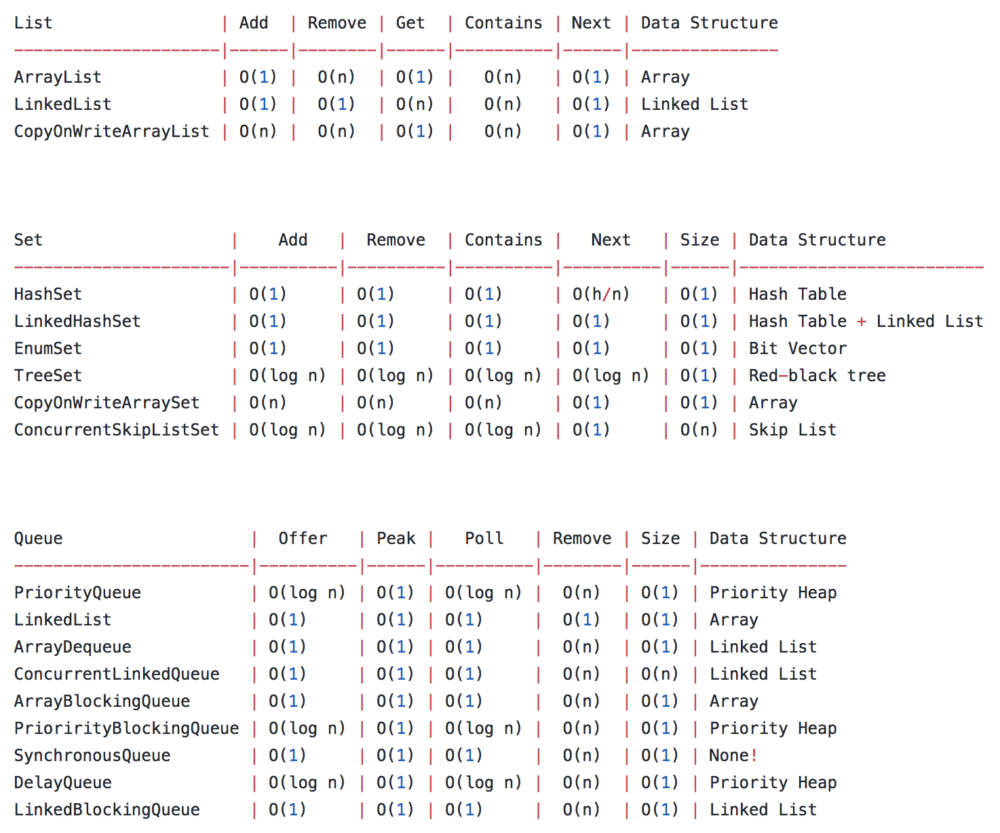 List | Add | Remove | Get | Contains | Next | Data Structure
---------------------|------|--------|------|----------|------|---------------
ArrayList | O(1) | O(n) | O(1) | O(n) | O(1) | Array
LinkedList | O(1) | O(1) | O(n) | O(n) | O(1) | Linked List
CopyOnWriteArrayList | O(n) | O(n) | O(1) | O(n) | O(1) | Array
Set | Add | Remove | Contains | Next | Size | Data Structure
----------------------|----------|----------|----------|----------|------|-------------------------
HashSet | O(1) | O(1) | O(1) | O(h/n) | O(1) | Hash Table
LinkedHashSet | O(1) | O(1) | O(1) | O(1) | O(1) | Hash Table + Linked List
EnumSet | O(1) | O(1) | O(1) | O(1) | O(1) | Bit Vector
TreeSet | O(log n) | O(log n) | O(log n) | O(log n) | O(1) | Red-black tree
CopyOnWriteArraySet | O(n) | O(n) | O(n) | O(1) | O(1) | Array
ConcurrentSkipListSet | O(log n) | O(log n) | O(log n) | O(1) | O(n) | Skip List
Queue | Offer | Peak | Poll | Remove | Size | Data Structure
------------------------|----------|------|----------|--------|------|---------------
PriorityQueue | O(log n) | O(1) | O(log n) | O(n) | O(1) | Priority Heap
LinkedList | O(1) | O(1) | O(1) | O(1) | O(1) | Array
ArrayDequeue | O(1) | O(1) | O(1) | O(n) | O(1) | Linked List
ConcurrentLinkedQueue | O(1) | O(1) | O(1) | O(n) | O(n) | Linked List
ArrayBlockingQueue | O(1) | O(1) | O(1) | O(n) | O(1) | Array
PriorirityBlockingQueue | O(log n) | O(1) | O(log n) | O(n) | O(1) | Priority Heap
SynchronousQueue | O(1) | O(1) | O(1) | O(n) | O(1) | None!
DelayQueue | O(log n) | O(1) | O(log n) | O(n) | O(1) | Priority Heap
LinkedBlockingQueue | O(1) | O(1) | O(1) | O(n) | O(1) | Linked List